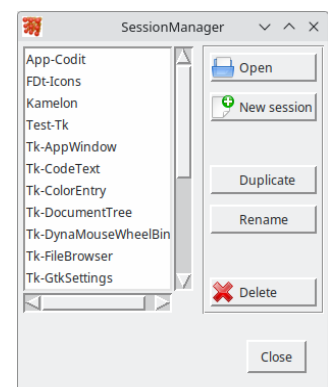 SessionManager
App-Codit
FDt-Icons
Kamelon
Test-Tk
Tk-AppWindow
Tk-CodeText
Tk-ColorEntry
Tk-DocumentTree
Tk-DynaMouseWheelBin
Tk-FileBrowser
Tk-GtkSettings
Open
New session
Duplicate
Rename
Delete
Close